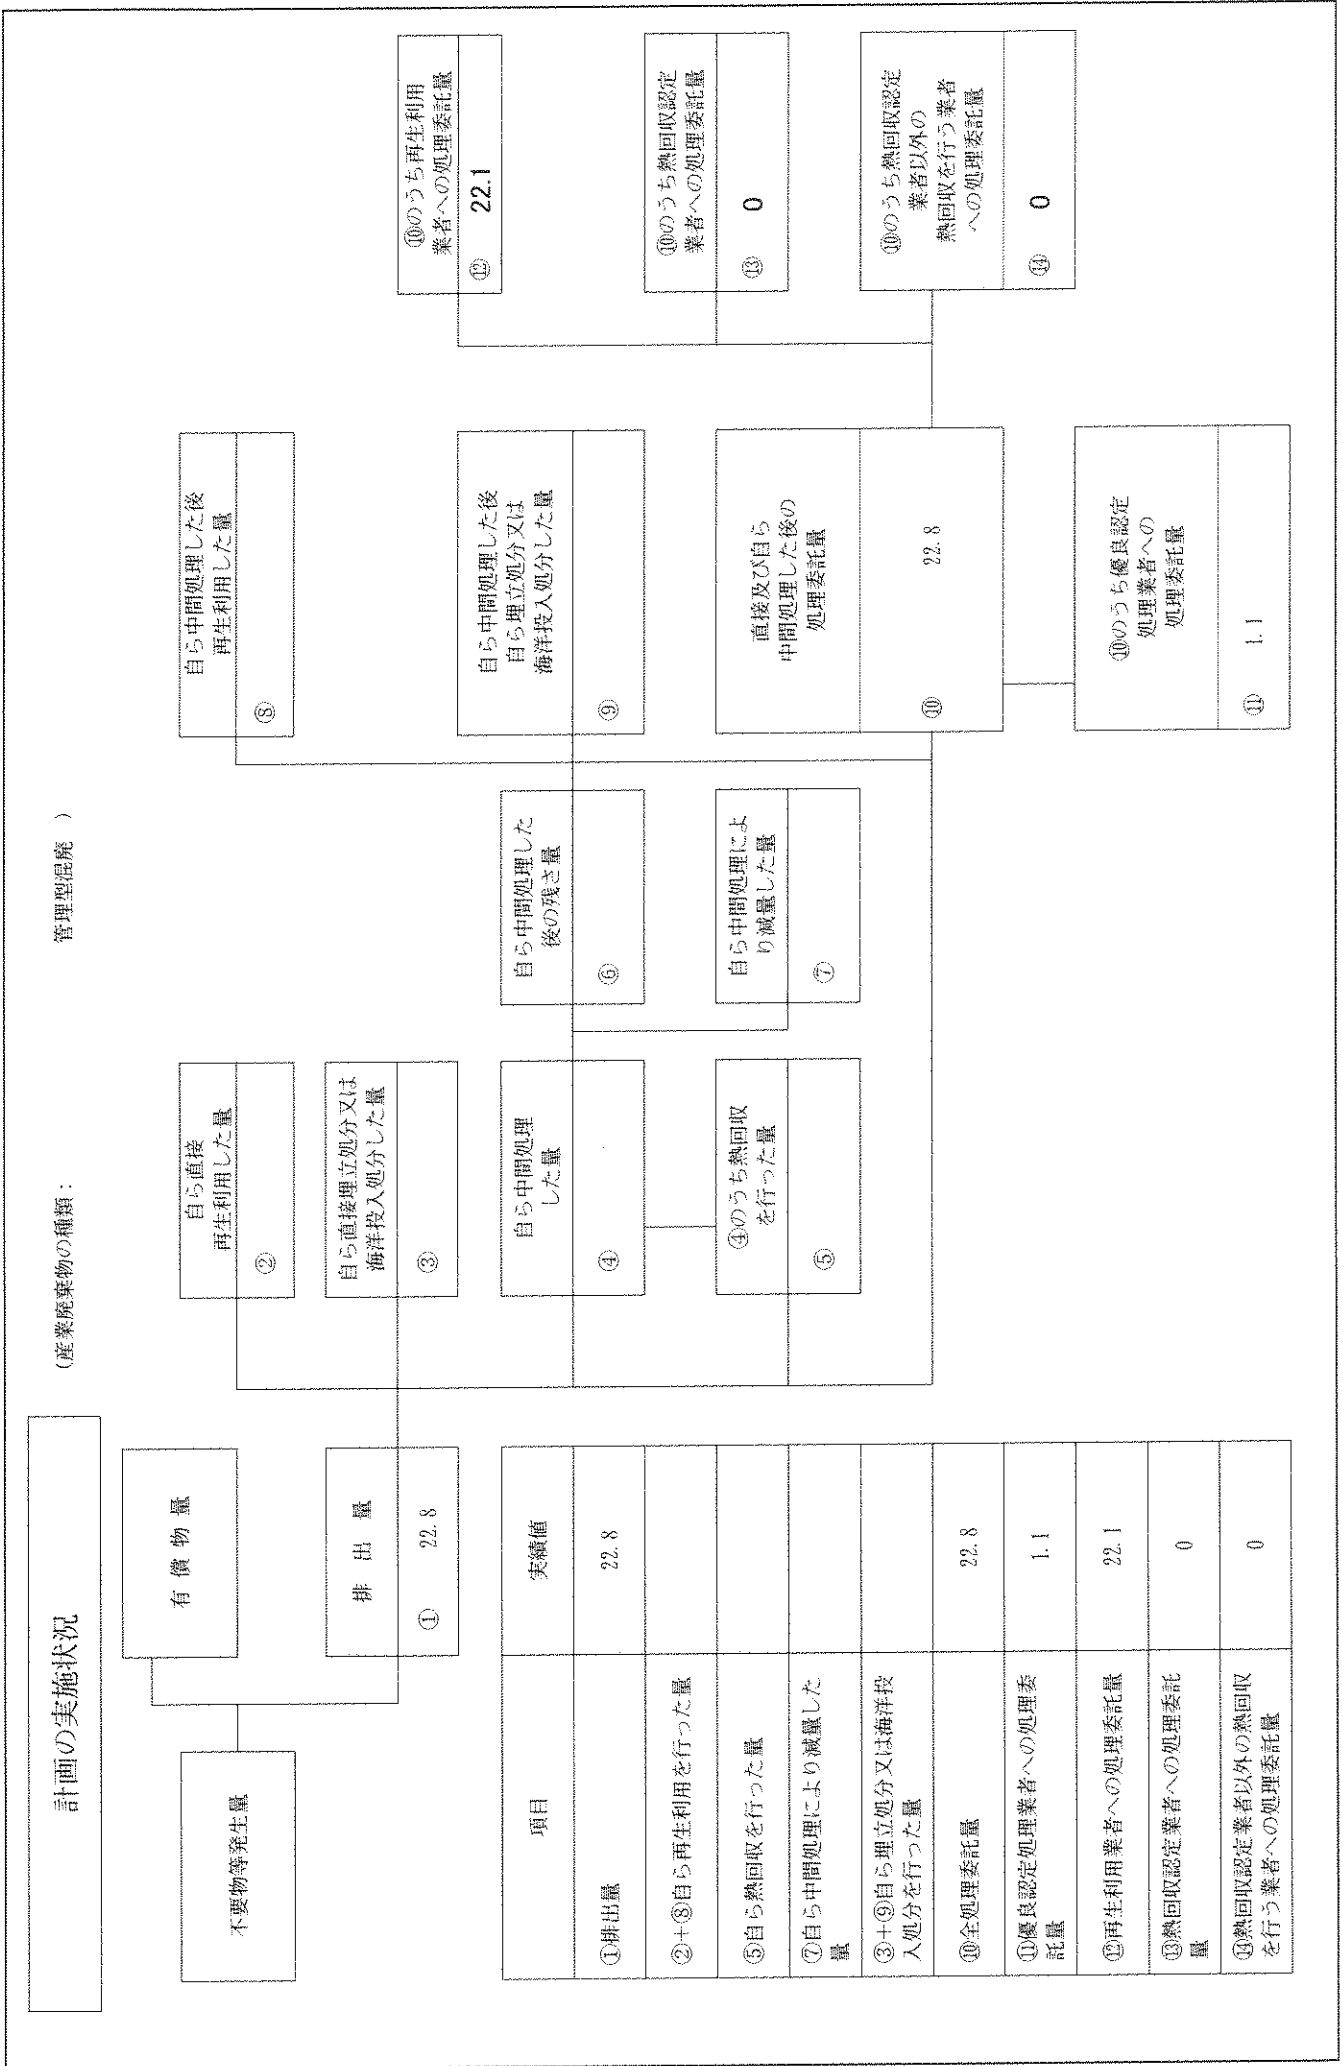 計画の実施状況
(産業廃棄物の種類：　　　管理型混廃　)
不要物等発生量
有 償 物 量
排 出 量
① 22.8
自ら直接
再生利用した量
②
自ら直接埋立処分又は
海洋投入処分した量
③
自ら中間処理
した量
④
④のうち熱回収
を行った量
⑤
自ら中間処理した
後の残さ量
⑥
自ら中間処理によ
り減量した量
⑦
自ら中間処理した後
再生利用した量
⑧
自ら中間処理した後
自ら埋立処分又は
海洋投入処分した量
⑨
直接及び自ら
中間処理した後の
処理委託量
⑩ 22.8
⑩のうち優良認定
処理業者への
処理委託量
⑪ 1.1
⑩のうち再生利用
業者への処理委託量
⑫ 22.1
⑩のうち熱回収認定
業者への処理委託量
⑬ 0
⑩のうち熱回収認定
業者以外の
熱回収を行う業者
への処理委託量
⑭ 0
項目 実績値
①排出量 22.8
②+⑧自ら再生利用を行った量
⑤自ら熱回収を行った量
⑦自ら中間処理により減量した
量
③+⑨自ら埋立処分又は海洋投
入処分を行った量
⑩全処理委託量 22.8
⑪優良認定処理業者への処理委
託量 1.1
⑫再生利用業者への処理委託量 22.1
⑬熱回収認定業者への処理委託
量 0
⑭熱回収認定業者以外の熱回収
を行う業者への処理委託量 0